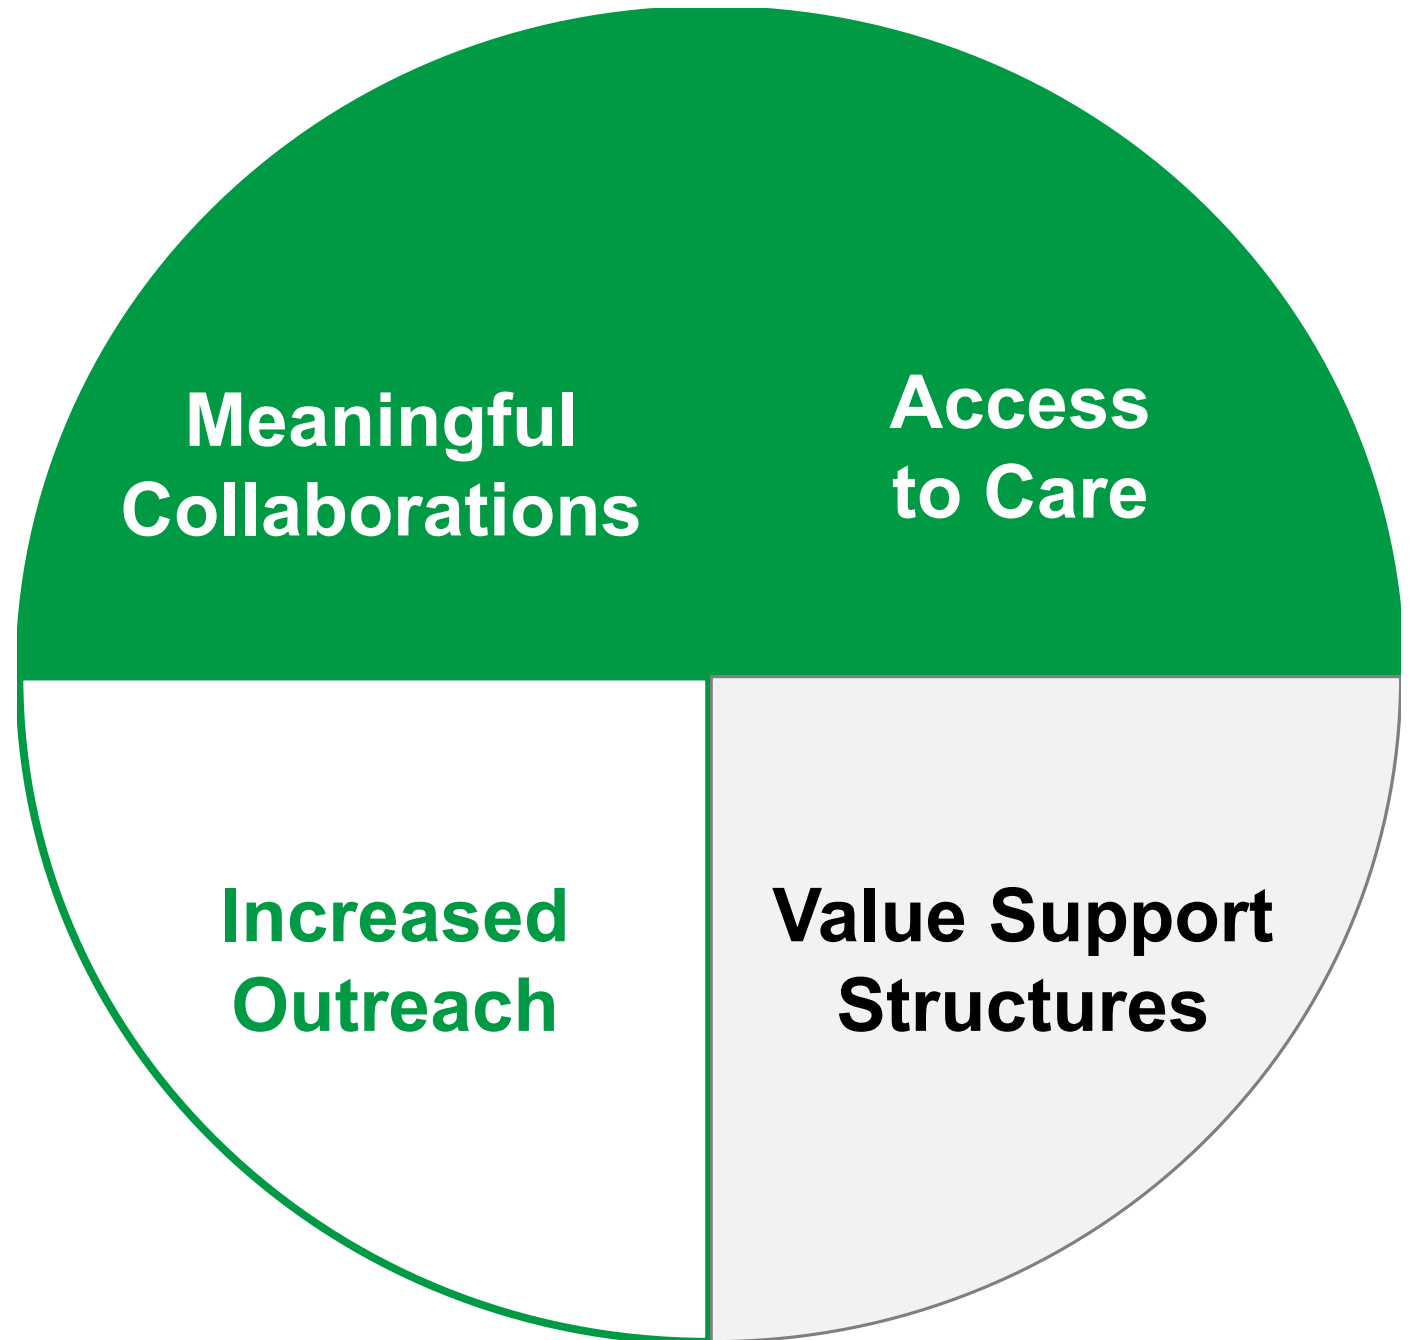 Meaningful
Collaborations
Access
to Care
Increased
Outreach
Value Support
Structures